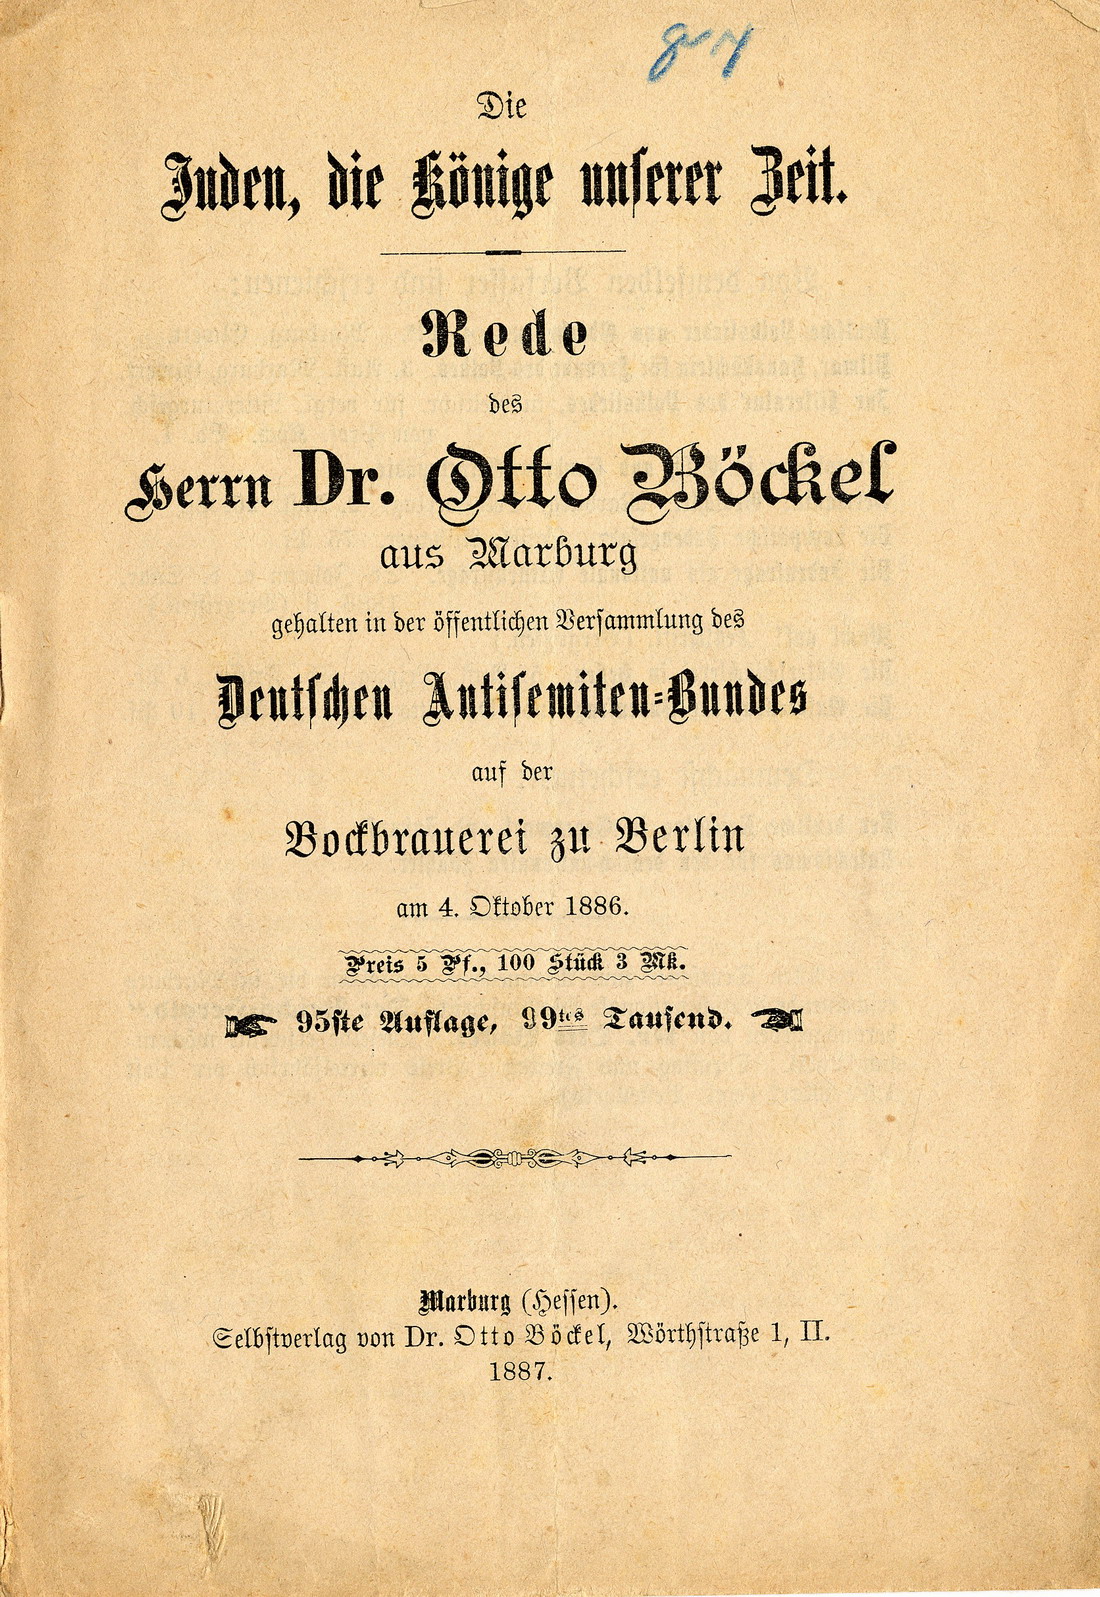 Die
Juden, die Könige unserer Zeit.
Rede
des
Herrn Dr. Otto Böckel
aus Marburg
gehalten in der öffentlichen Versammlung des
Deutschen Antisemiten-Bundes
auf der
Bockbrauerei zu Berlin
am 4. Oktober 1886.
Preis 5 Pf., 100 Stück 3 Mk.
95ste Auflage, 99tes Tausend.
Marburg (Hessen).
Selbstverlag von Dr. Otto Böckel, Wörthstraße 1, II.
1887.